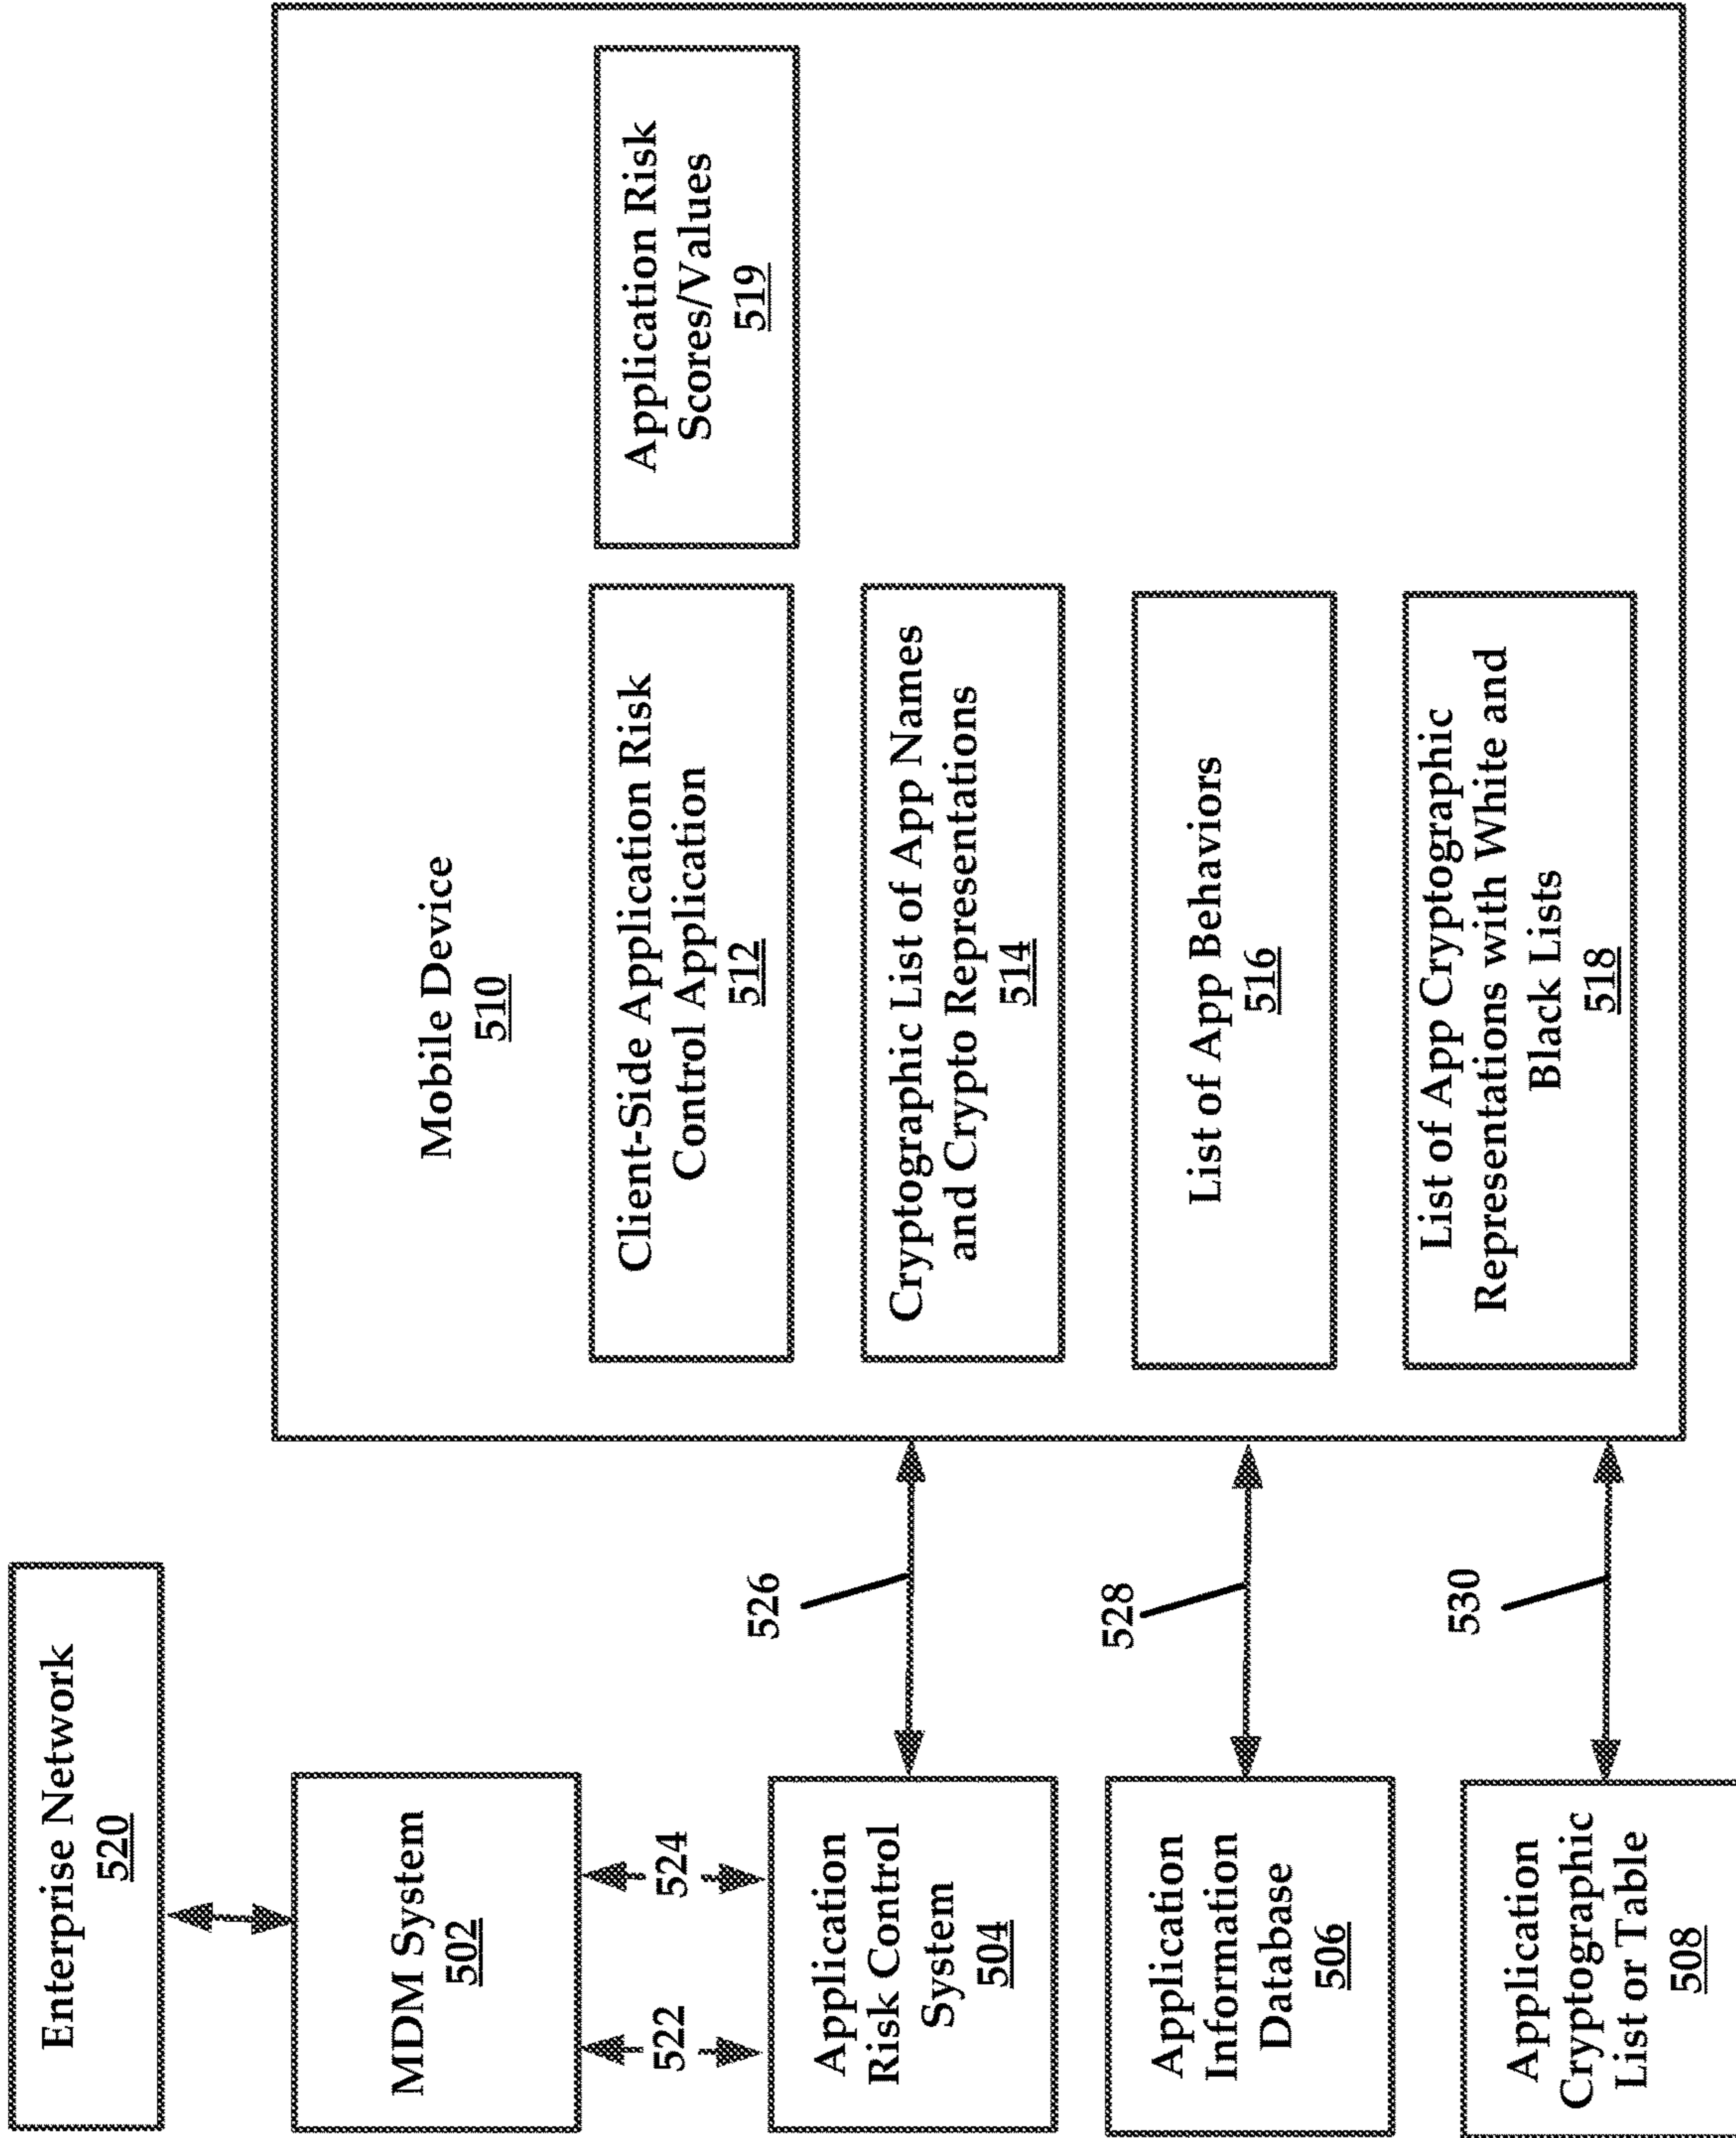 Enterprise Network
520
MDM System
502
522
524
Application
Risk Control
System
504
Application
Information
Database
506
Application
Cryptographic
List or Table
508
526
528
530
Mobile Device
510
Client-Side Application Risk
Control Application
512
Application Risk
Scores/Values
519
Cryptographic List of App Names
and Crypto Representations
514
List of App Behaviors
516
List of App Cryptographic
Representations with White and
Black Lists
518